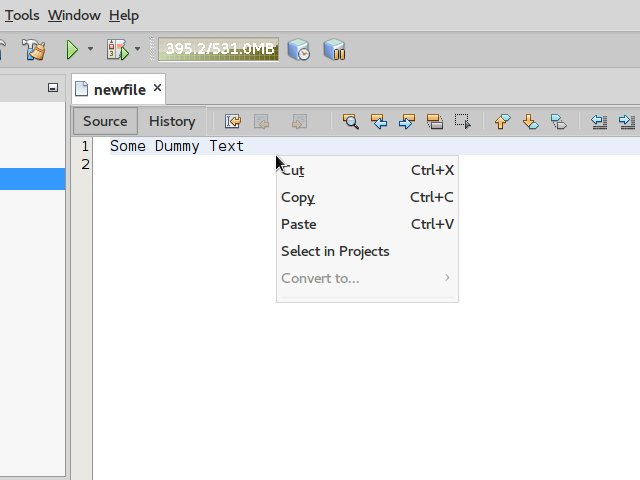 Tools Window Help
395.2/531.0MB
newfile
Source History
1 Some Dummy Text
2
Cut Ctrl+X
Copy Ctrl+C
Paste Ctrl+V
Select in Projects
Convert to...